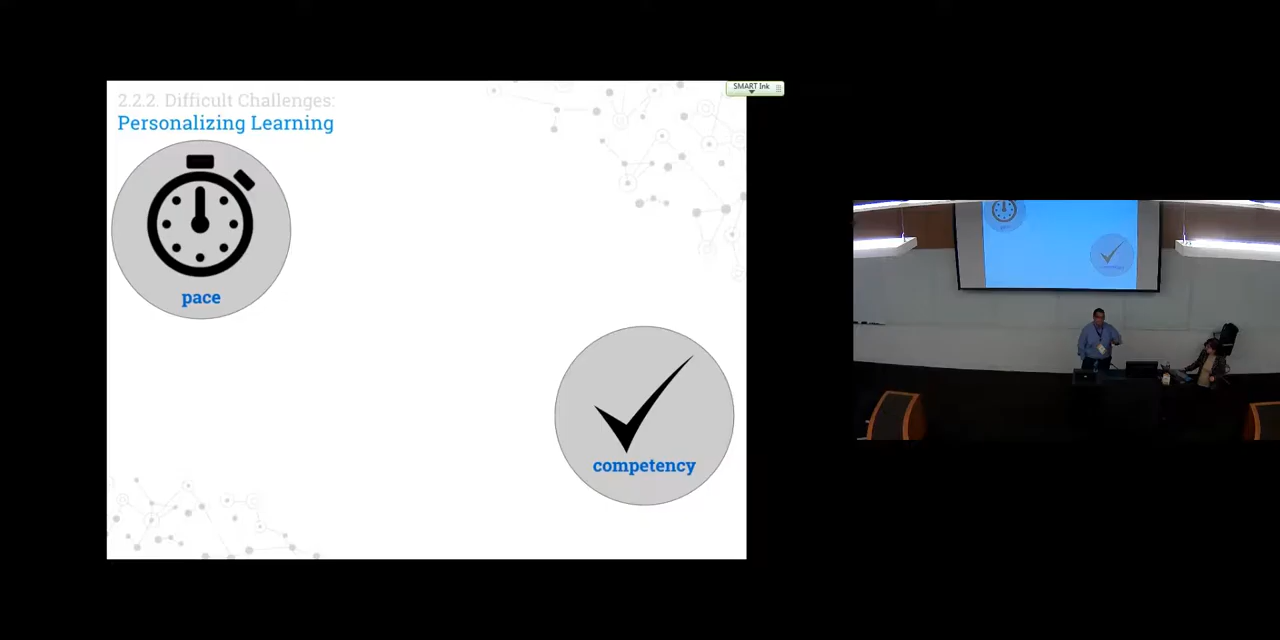 2.2.2. Difficult Challenges:
Personalizing Learning
SMART Ink
pace
competency